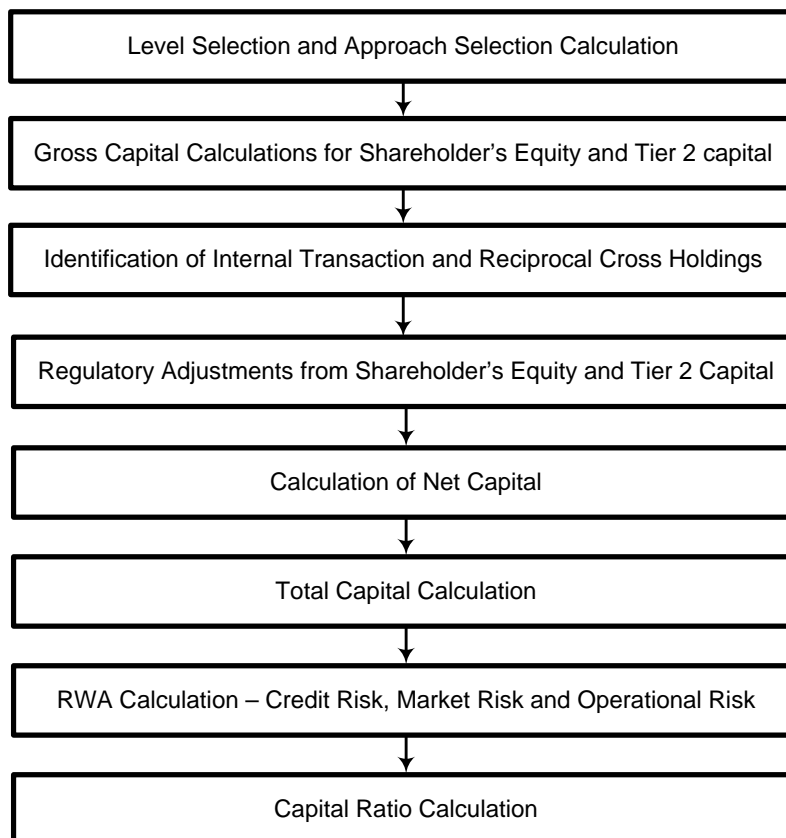 Level Selection and Approach Selection Calculation
Gross Capital Calculations for Shareholder’s Equity and Tier 2 capital
Identification of Internal Transaction and Reciprocal Cross Holdings
Regulatory Adjustments from Shareholder’s Equity and Tier 2 Capital
Calculation of Net Capital
Total Capital Calculation
RWA Calculation – Credit Risk, Market Risk and Operational Risk
Capital Ratio Calculation